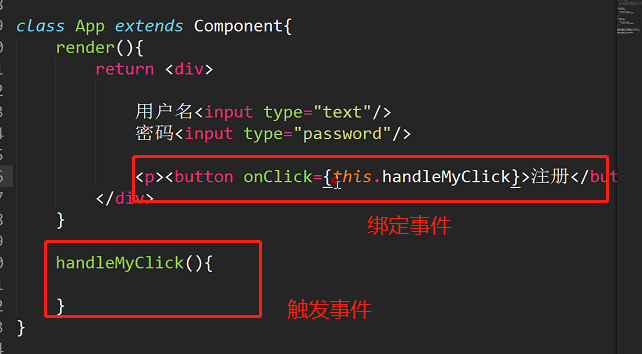 class App extends Component{
render(){
return <div>
用户名<input type="text"/>
密码<input type="password"/>
<p><button onClick={this.handleMyClick}>注册</but
</div>
绑定事件
}
handleMyClick(){
触发事件
}
}